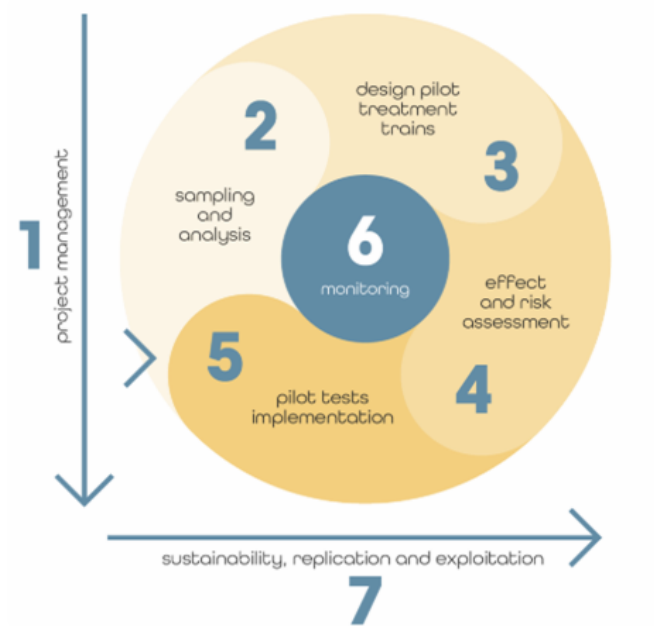 1
project management
2
sampling
and
analysis
design pilot
treatment
trains
3
effect
and risk
assessment
4
5
pilot tests
implementation
6
monitoring
sustainability, replication and exploitation
7